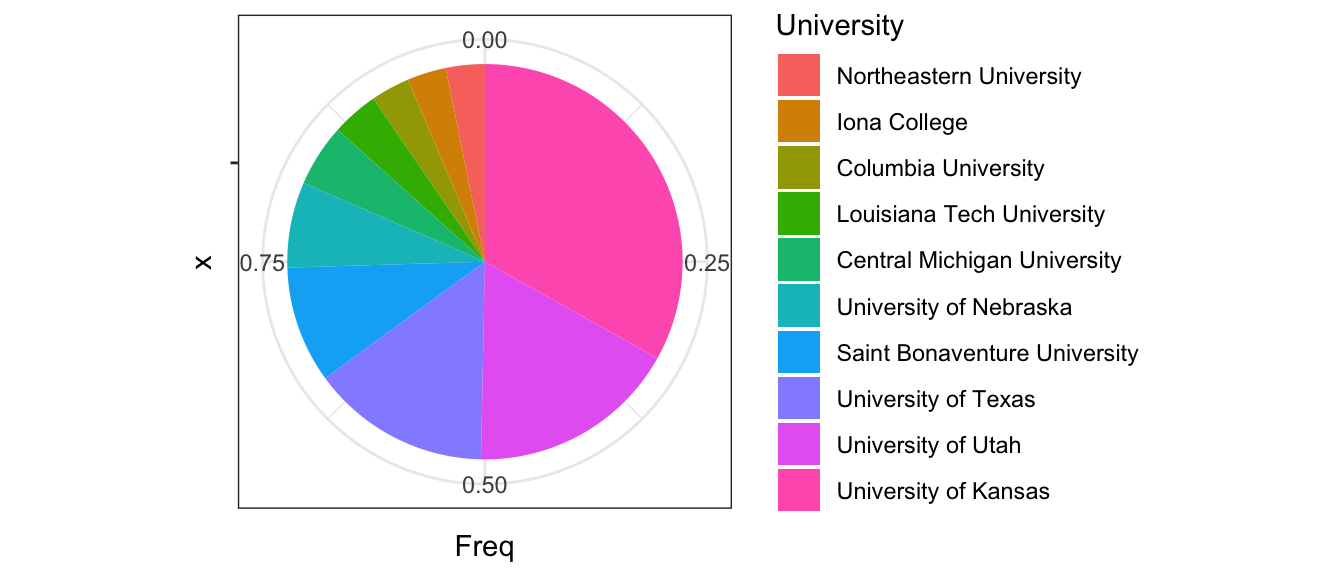 0.00
0.25
0.50
0.75
x
Freq
University
Northeastern University
Iona College
Columbia University
Louisiana Tech University
Central Michigan University
University of Nebraska
Saint Bonaventure University
University of Texas
University of Utah
University of Kansas